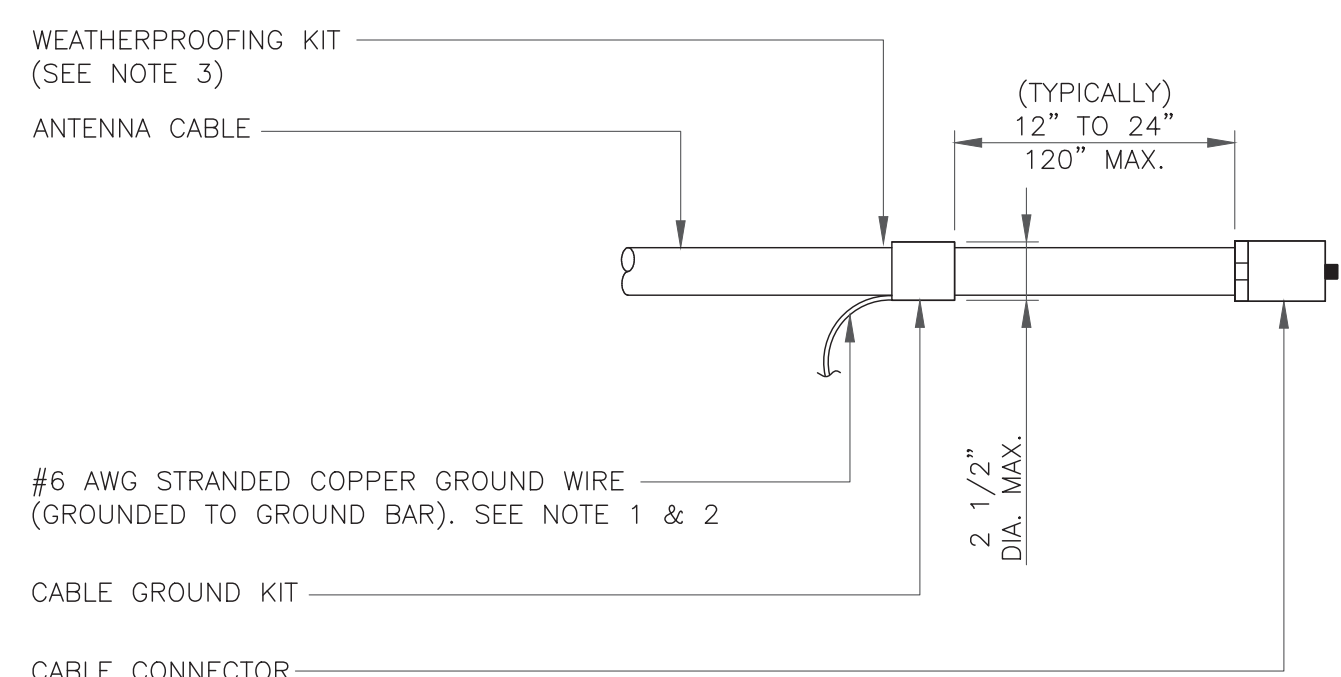 WEATHERPROOFING KIT
(SEE NOTE 3)
ANTENNA CABLE
(TYPICALLY)
12” TO 24”
120” MAX.
2 1/2”
DIA. MAX.
#6 AWG STRANDED COPPER GROUND WIRE
(GROUNDED TO GROUND BAR). SEE NOTE 1 & 2
CABLE GROUND KIT
CABLE CONNECTOR